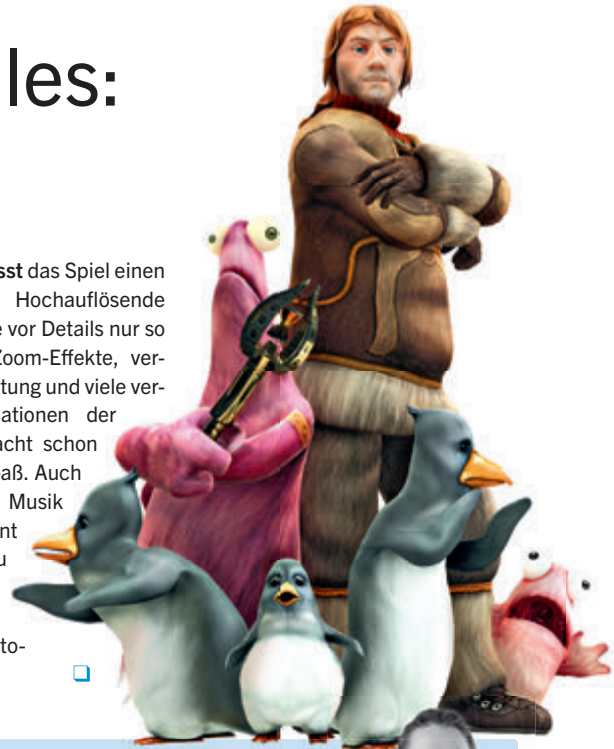 les:
sst das Spiel einen
Hochauflösende
e vor Details nur so
Zoom-Effekte, ver-
tung und viele ver-
ationen der
acht schon
aß. Auch
Musik
nt
u
to-